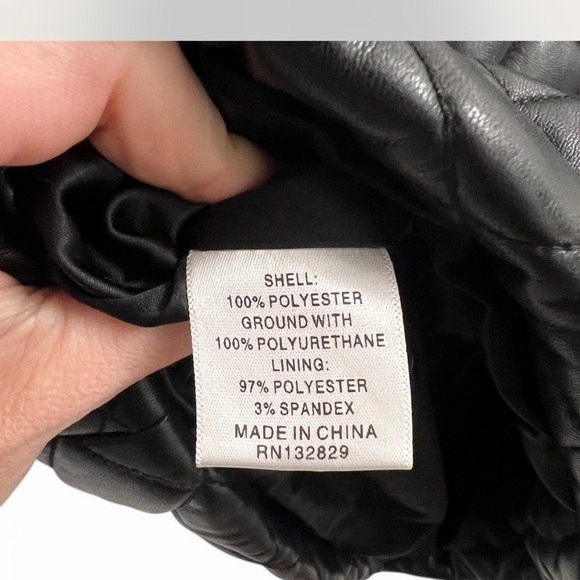 SHELL:
100% POLYESTER
GROUND WITH
100% POLYURETHANE
LINING:
97% POLYESTER
3% SPANDEX
MADE IN CHINA
RN132829